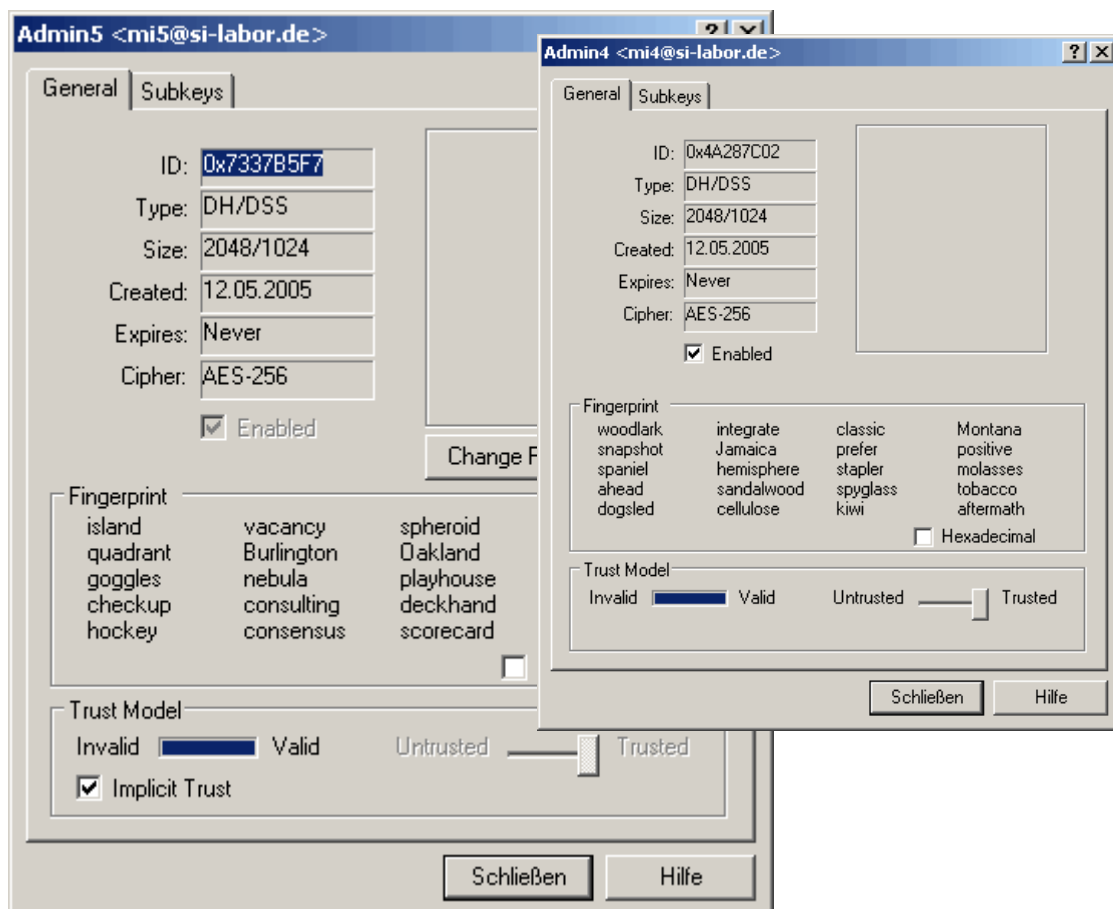 Admin5 <mi5@si-labor.de>
General Subkeys
ID: 0x7337B5F7
Type: DH/DSS
Size: 2048/1024
Created: 12.05.2005
Expires: Never
Cipher: AES-256
Enabled
Change
Fingerprint
island vacancy spheroid
quadrant Burlington Oakland
goggles nebula playhouse
checkup consulting deckhand
hockey consensus scorecard
Trust Model
Invalid Valid Untrusted Trusted
Implicit Trust
Schließen Hilfe
Admin4 <mi4@si-labor.de>
General Subkeys
ID: 0x4A287C02
Type: DH/DSS
Size: 2048/1024
Created: 12.05.2005
Expires: Never
Cipher: AES-256
Enabled
Fingerprint
woodlark integrate classic Montana
snapshot Jamaica prefer positive
spaniel hemisphere stapler molasses
ahead sandalwood spyglass tobacco
dogsled cellulose kiwi aftermath
Hexadecimal
Trust Model
Invalid Valid Untrusted Trusted
Schließen Hilfe